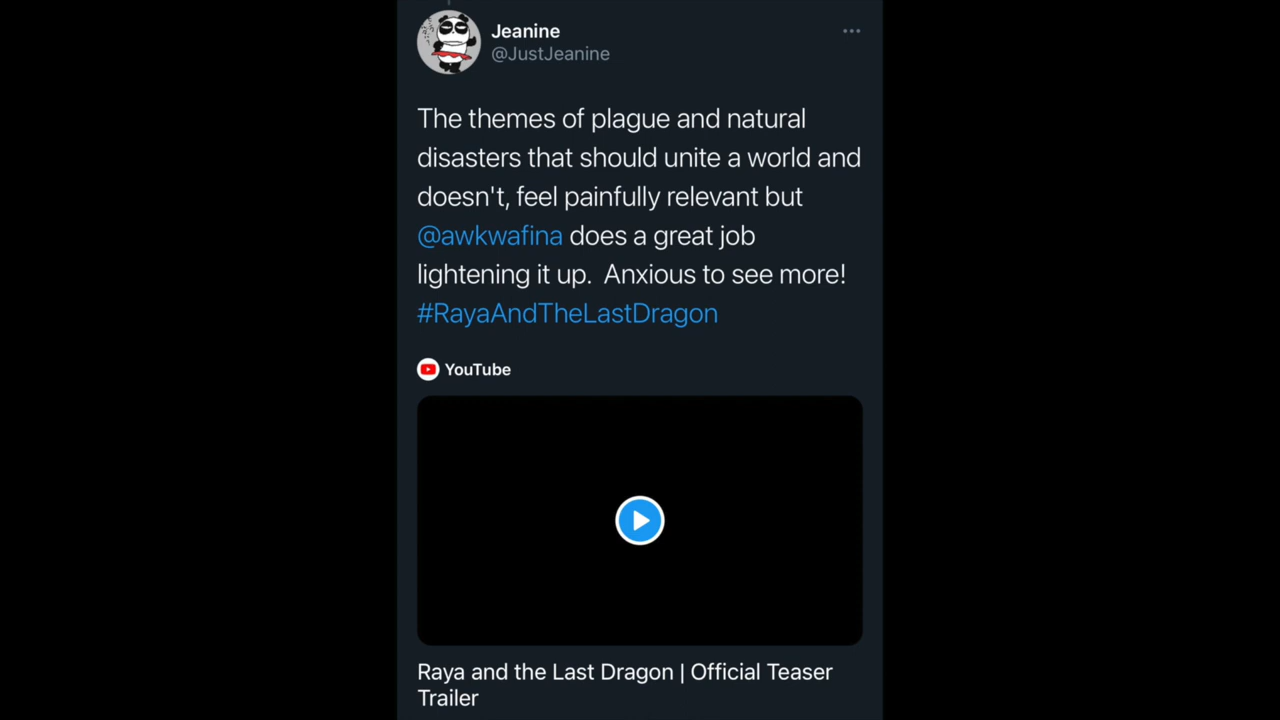 Jeanine
@JustJeanine
The themes of plague and natural
disasters that should unite a world and
doesn't, feel painfully relevant but
@awkwafina does a great job
lightening it up.  Anxious to see more!
#RayaAndTheLastDragon
YouTube
Raya and the Last Dragon | Official Teaser
Trailer